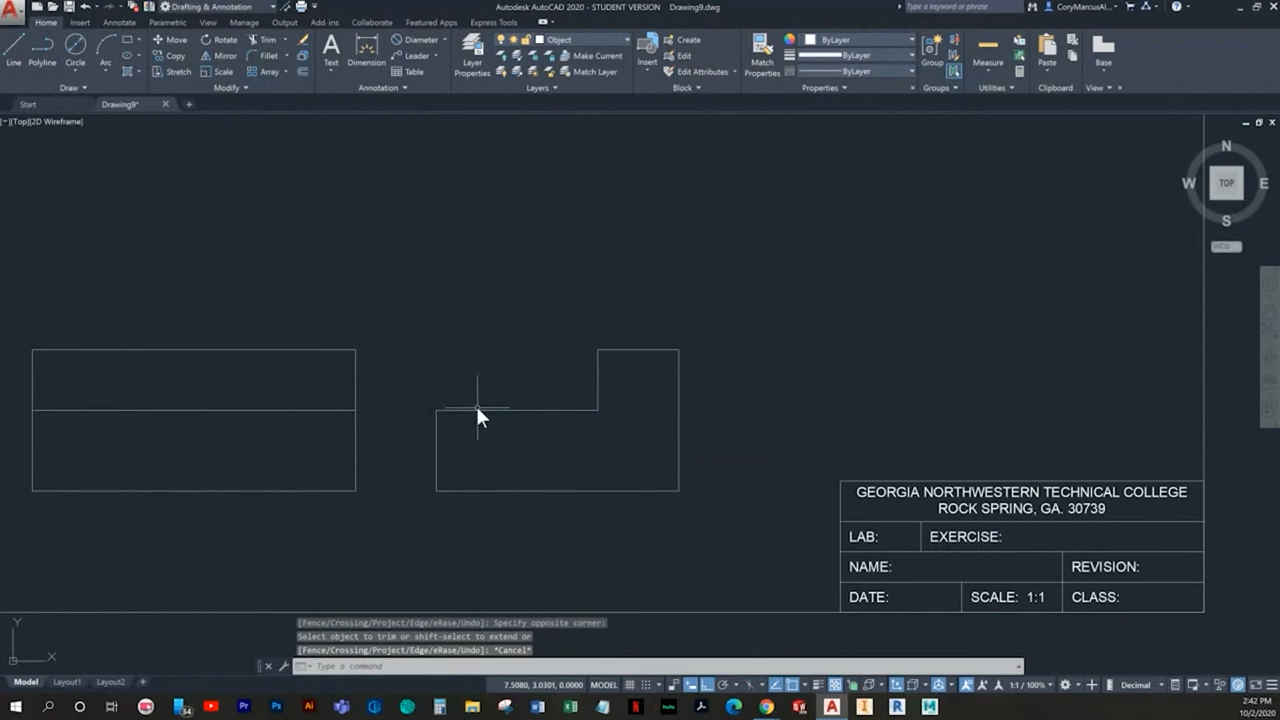 Drafting & Annotation
Autodesk AutoCAD 2020 - STUDENT VERSION Drawing9.dwg
Type a keyword or phrase
CoryMarcusAl...
Home Insert Annotate Parametric View Manage Output Add-ins Collaborate Featured Apps Express Tools
Line Polyline Circle Arc
Move Rotate Trim
Copy Mirror Fillet
Stretch Scale Array
Text Dimension
Diameter
Leader
Table
Layer Properties
Object
Make Current
Match Layer
Insert
Create
Edit
Edit Attributes
Match Properties
ByLayer
ByLayer
ByLayer
Group Measure Paste Base
Draw Modify Annotation Layers Block Properties Groups Utilities Clipboard View
Start Drawing9*
[−][Top][2D Wireframe]
N
W TOP E
S
WCS
GEORGIA NORTHWESTERN TECHNICAL COLLEGE
ROCK SPRING, GA. 30739
LAB: EXERCISE:
NAME: REVISION:
DATE: SCALE: 1:1 CLASS:
Y
X
[Fence/Crossing/Project/Edge/eRase/Undo]: Specify opposite corner:
Select object to trim or shift-select to extend or
[Fence/Crossing/Project/Edge/eRase/Undo]: *Cancel*
Type a command
Model Layout1 Layout2
7.5080, 3.0301, 0.0000 MODEL
1:1 / 100%
Decimal
34
hulu
2:42 PM
10/2/2020